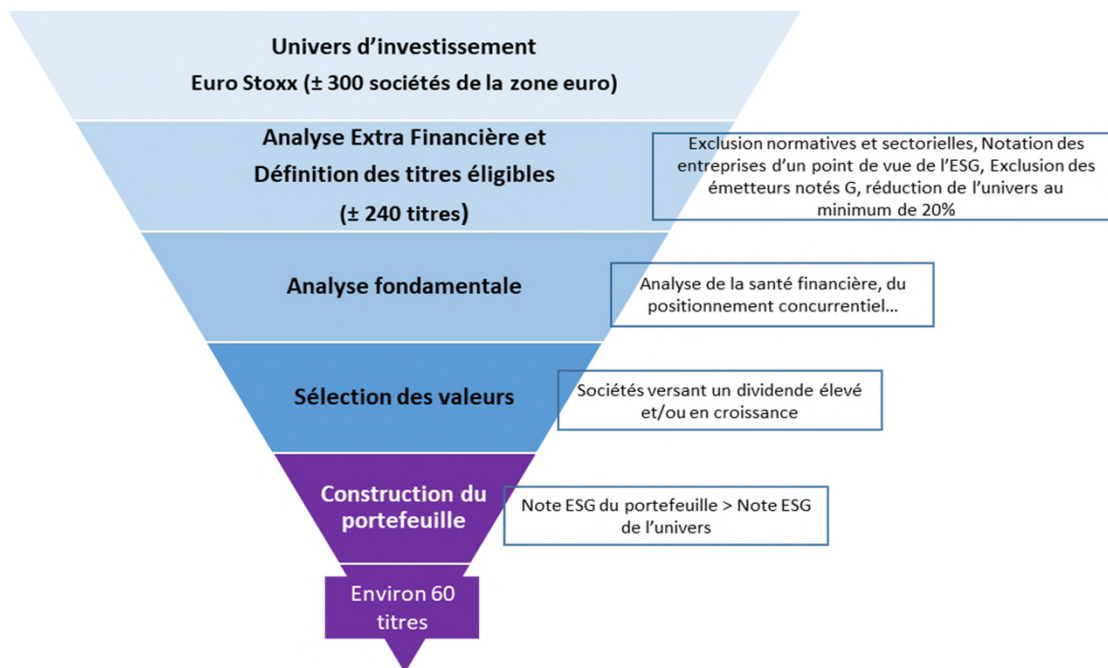 Univers d’investissement
Euro Stoxx (± 300 sociétés de la zone euro)
Analyse Extra Financière et
Définition des titres éligibles
(± 240 titres)
Exclusion normatives et sectorielles, Notation des
entreprises d’un point de vue de l’ESG, Exclusion des
émetteurs notés G, réduction de l’univers au
minimum de 20%
Analyse fondamentale
Analyse de la santé financière, du
positionnement concurrentiel…
Sélection des valeurs
Sociétés versant un dividende élevé
et/ou en croissance
Construction du
portefeuille
Note ESG du portefeuille > Note ESG
de l’univers
Environ 60
titres